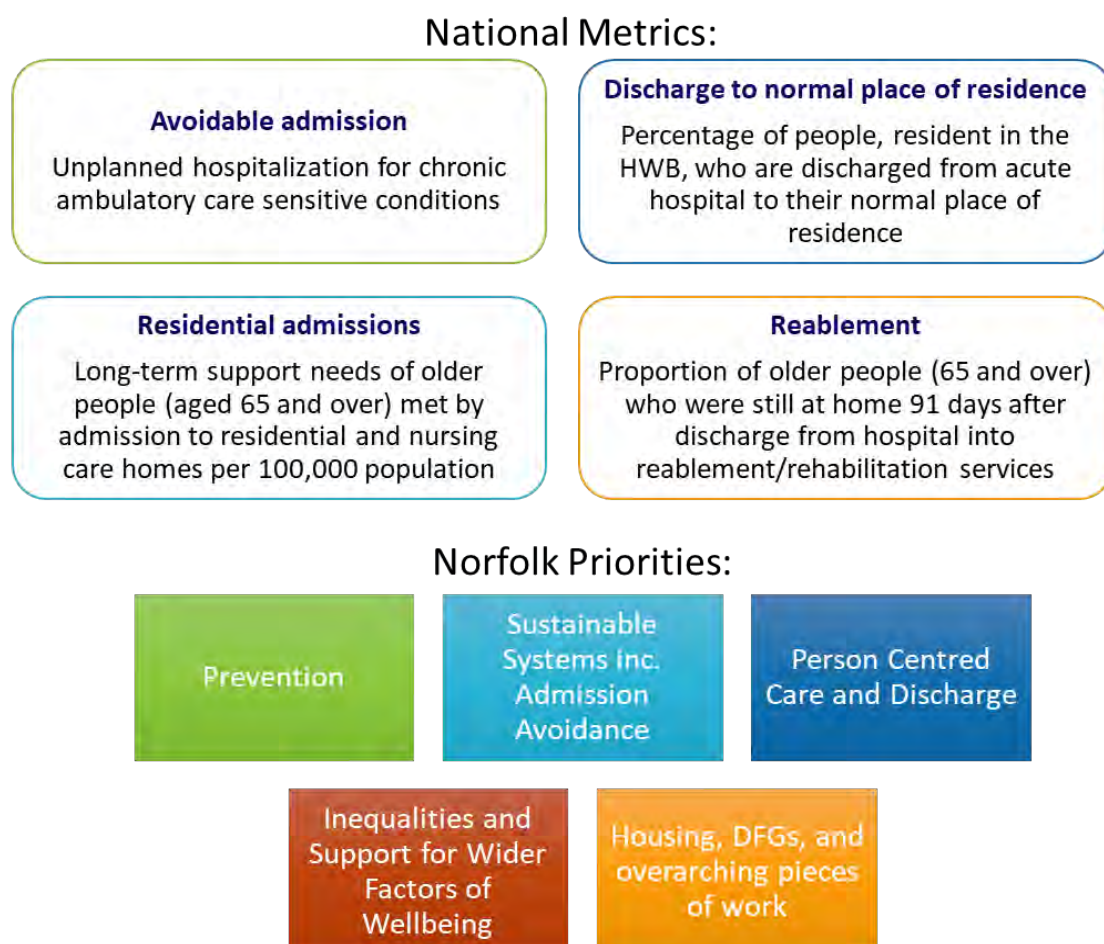 National Metrics:
Avoidable admission
Unplanned hospitalization for chronic
ambulatory care sensitive conditions
Discharge to normal place of residence
Percentage of people, resident in the
HWB, who are discharged from acute
hospital to their normal place of
residence
Residential admissions
Long-term support needs of older
people (aged 65 and over) met by
admission to residential and nursing
care homes per 100,000 population
Reablement
Proportion of older people (65 and over)
who were still at home 91 days after
discharge from hospital into
reablement/rehabilitation services
Norfolk Priorities:
Prevention
Sustainable
Systems inc.
Admission
Avoidance
Person Centred
Care and Discharge
Inequalities and
Support for Wider
Factors of
Wellbeing
Housing, DFGs, and
overarching pieces
of work